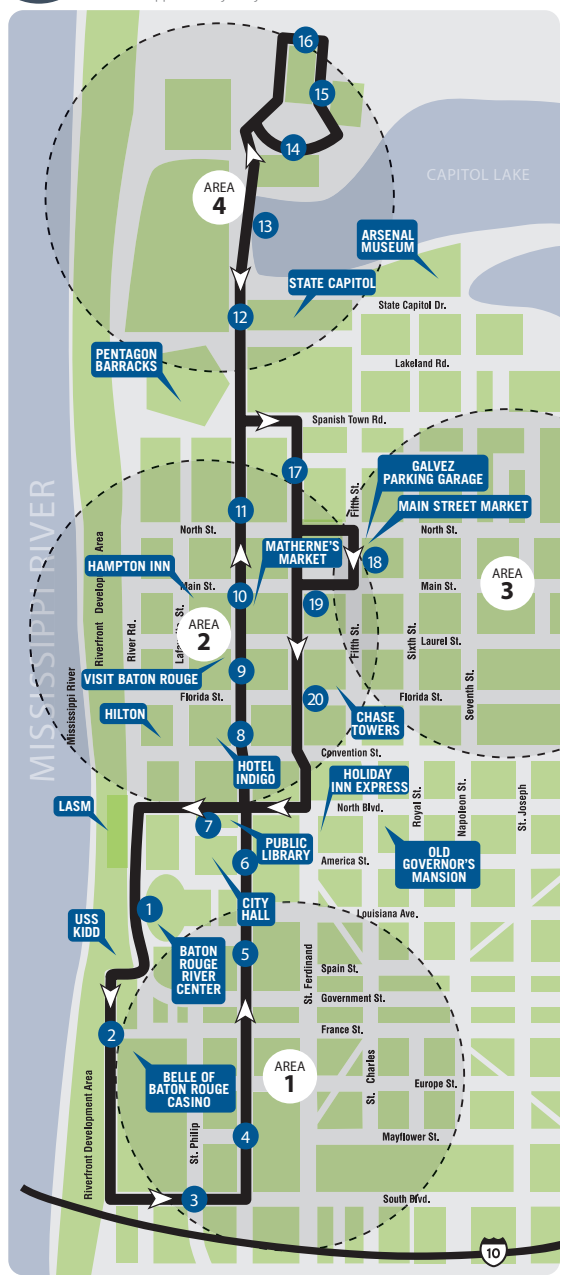 16
15
14
CAPITOL LAKE
AREA
4
13
ARSENAL
MUSEUM
STATE CAPITOL
State Capitol Dr.
12
PENTAGON
BARRACKS
Lakeland Rd.
Spanish Town Rd.
17
GALVEZ
PARKING GARAGE
Fifth St.
MAIN STREET MARKET
11
North St.
North St.
MATHERNE'S
MARKET
18
HAMPTON INN
AREA
3
Main St.
10
19
Main St.
MISSISSIPPI RIVER
Mississippi River
Riverfront Development Area
River Rd.
AREA
2
Fifth St.
Sixth St.
Laurel St.
Seventh St.
VISIT BATON ROUGE
9
Florida St.
20
Florida St.
HILTON
8
CHASE
TOWERS
HOTEL
INDIGO
Convention St.
HOLIDAY
INN EXPRESS
LASM
7
North Blvd.
Royal St.
Napoleon St.
St. Joseph
PUBLIC
LIBRARY
OLD
GOVERNOR'S
MANSION
6
America St.
CITY
HALL
1
USS
KIDD
Louisiana Ave.
BATON
ROUGE
RIVER
CENTER
5
St. Ferdinand
Spain St.
Government St.
2
France St.
AREA
1
BELLE OF
BATON ROUGE
CASINO
St. Charles
Europe St.
Riverfront Development Area
St. Philip
4
Mayflower St.
3
South Blvd.
10